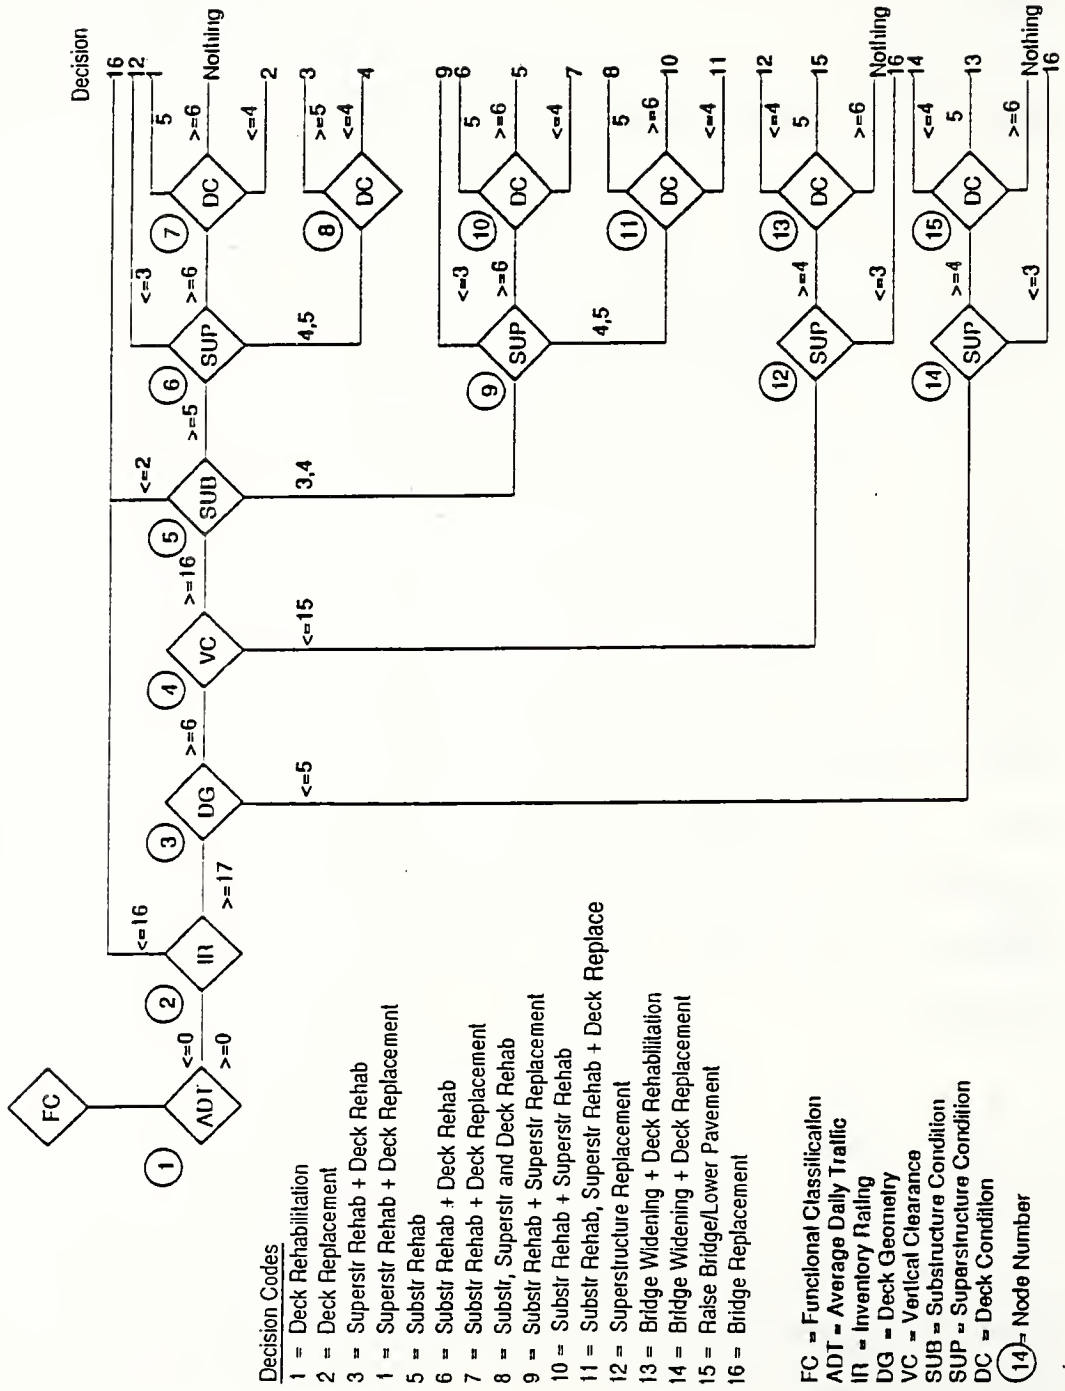 Decision
FC
1
ADT
<=0
>=0
2
IR
<=16
>=17
3
DG
<=5
>=6
4
VC
<=15
>=16
5
SUB
<=2
3,4
>=5
6
SUP
<=3
>=6
4,5
7
DC
5
>=6
<=4
8
DC
>=5
<=4
9
SUP
<=3
>=6
4,5
10
DC
5
>=6
<=4
11
DC
5
>=6
<=4
12
SUP
>=4
<=3
13
DC
<=4
5
>=6
14
SUP
>=4
<=3
15
DC
<=4
5
>=6
16
12
1
Nothing
2
3
4
9
6
5
7
8
10
11
12
15
Nothing
16
14
13
Nothing
16
Decision Codes
1 = Deck Rehabilitation
2 = Deck Replacement
3 = Superstr Rehab + Deck Rehab
1 = Superstr Rehab + Deck Replacement
5 = Substr Rehab
6 = Substr Rehab + Deck Rehab
7 = Substr Rehab + Deck Replacement
8 = Substr, Superstr and Deck Rehab
9 = Substr Rehab + Superstr Replacement
10 = Substr Rehab + Superstr Rehab
11 = Substr Rehab, Superstr Rehab + Deck Replace
12 = Superstructure Replacement
13 = Bridge Widening + Deck Rehabilitation
14 = Bridge Widening + Deck Replacement
15 = Raise Bridge/Lower Pavement
16 = Bridge Replacement
FC = Functional Classification
ADT = Average Daily Traffic
IR = Inventory Rating
DG = Deck Geometry
VC = Vertical Clearance
SUB = Substructure Condition
SUP = Superstructure Condition
DC = Deck Condition
14 = Node Number